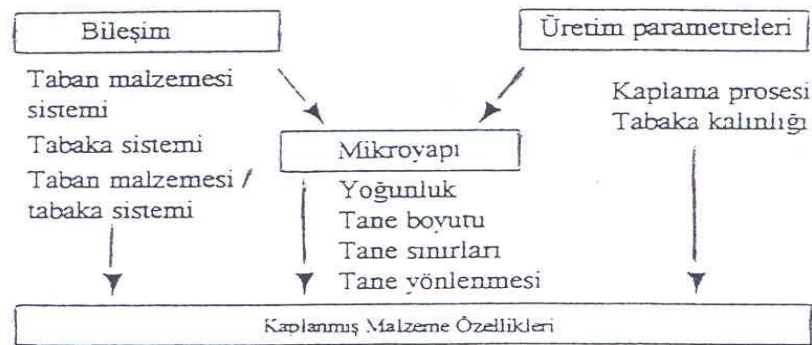 Bileşim
Üretim parametreleri
Taban malzemesi
sistemi
Tabaka sistemi
Taban malzemesi /
tabaka sistemi
Kaplama prosesi
Tabaka kalınlığı
Mikroyapı
Yoğunluk
Tane boyutu
Tane sınırları
Tane yönlenmesi
Kaplanmış Malzeme Özellikleri